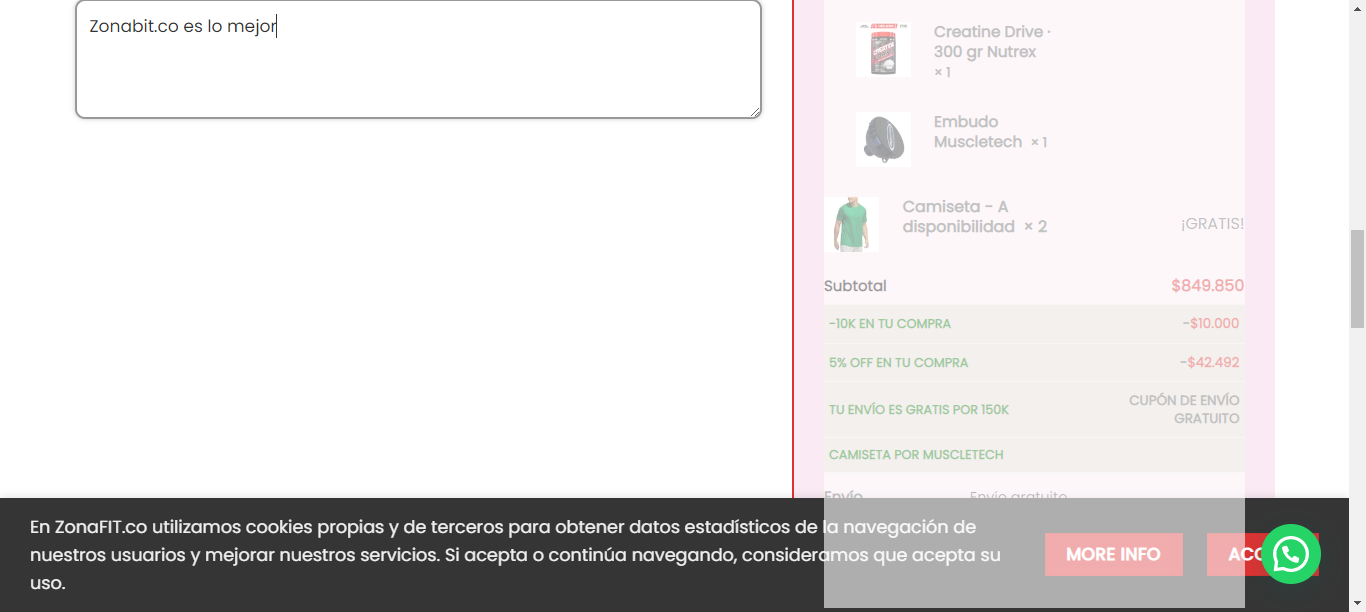 Zonabit.co es lo mejor
Creatine Drive ·
300 gr Nutrex
× 1
Embudo
Muscletech × 1
Camiseta - A
disponibilidad × 2
¡GRATIS!
Subtotal
$849.850
-10K EN TU COMPRA
-$10.000
5% OFF EN TU COMPRA
-$42.492
TU ENVÍO ES GRATIS POR 150K
CUPÓN DE ENVÍO
GRATUITO
CAMISETA POR MUSCLETECH
Envío
Envío gratuito
En ZonaFIT.co utilizamos cookies propias y de terceros para obtener datos estadísticos de la navegación de
nuestros usuarios y mejorar nuestros servicios. Si acepta o continúa navegando, consideramos que acepta su
uso.
MORE INFO